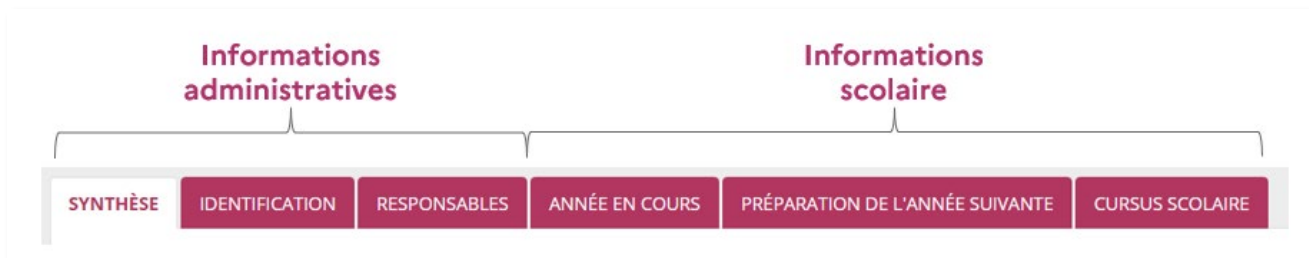 Informations
administratives
Informations
scolaire
SYNTHÈSE IDENTIFICATION RESPONSABLES ANNÉE EN COURS PRÉPARATION DE L'ANNÉE SUIVANTE CURSUS SCOLAIRE